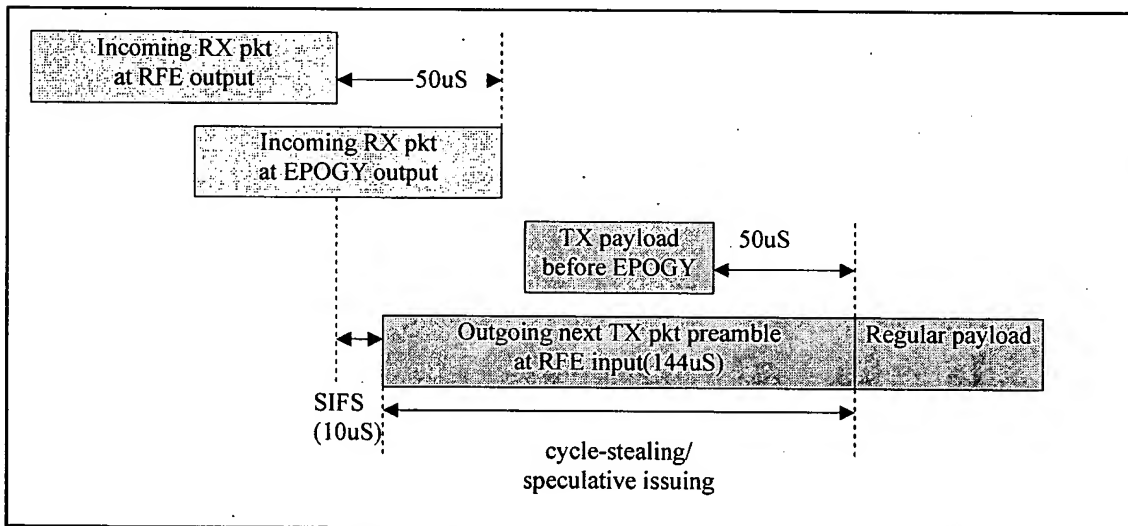 Incoming RX pkt
at RFE output
50uS
Incoming RX pkt
at EPOGY output
TX payload
before EPOGY
50uS
Outgoing next TX pkt preamble
at RFE input(144uS)
Regular payload
SIFS
(10uS)
cycle-stealing/
speculative issuing